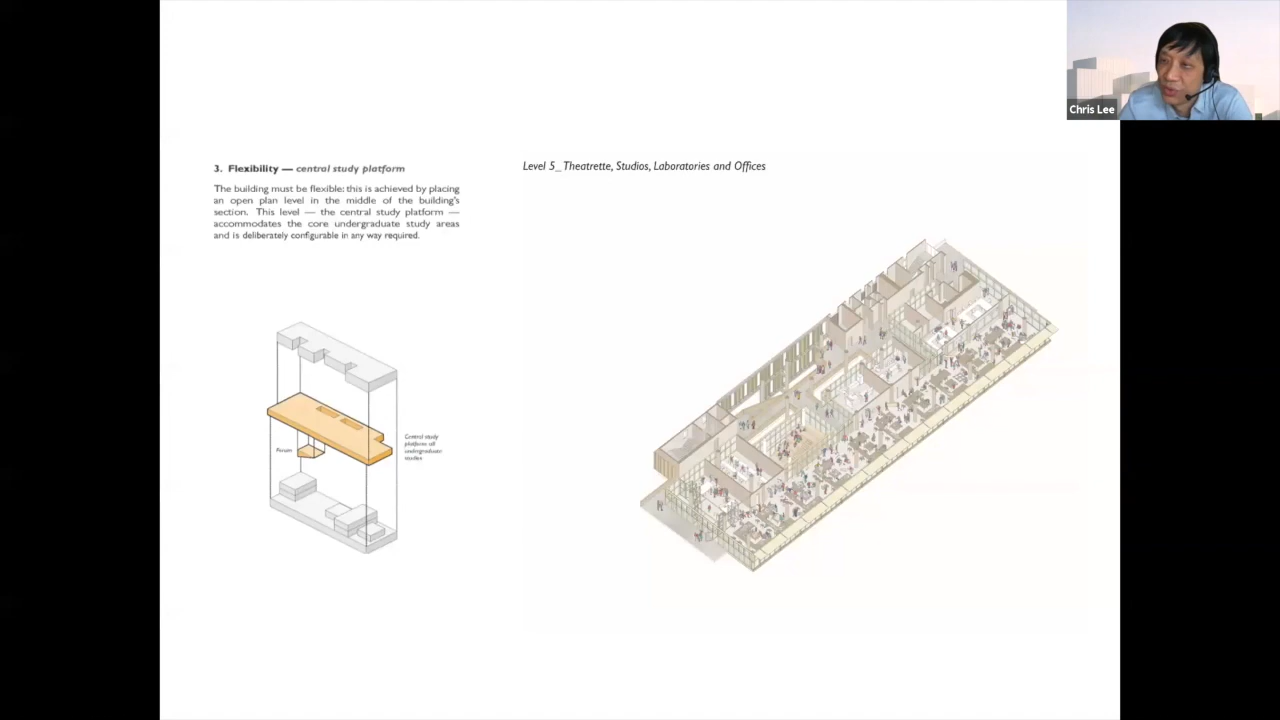 Chris Lee
3. Flexibility — central study platform
The building must be flexible: this is achieved by placing
an open plan level in the middle of the building's
section. This level — the central study platform —
accommodates the core undergraduate study areas
and is deliberately configurable in any way required.
Level 5_Theatrette, Studios, Laboratories and Offices
Forum
Central study
platform all
undergraduate
studies